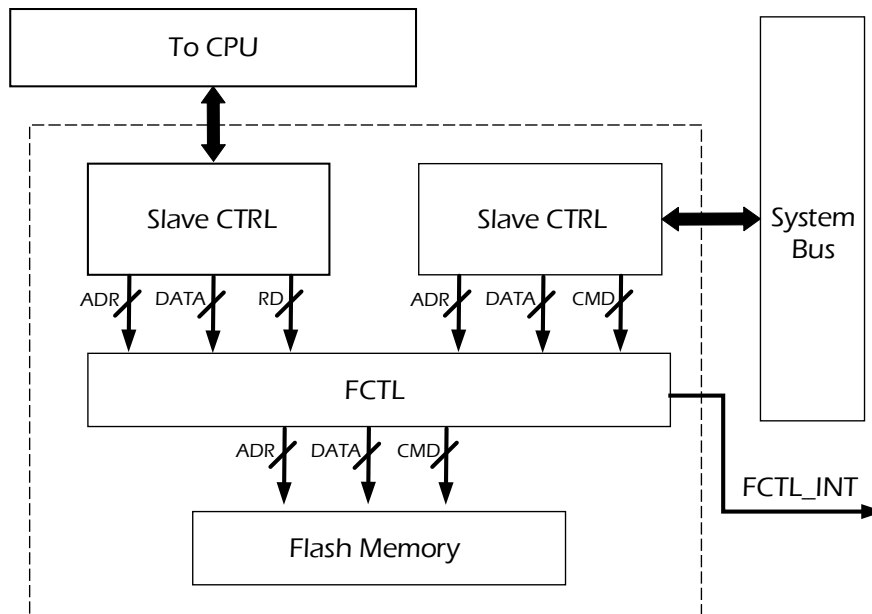 To CPU
Slave CTRL
Slave CTRL
System
Bus
ADR
DATA
RD
ADR
DATA
CMD
FCTL
ADR
DATA
CMD
FCTL_INT
Flash Memory